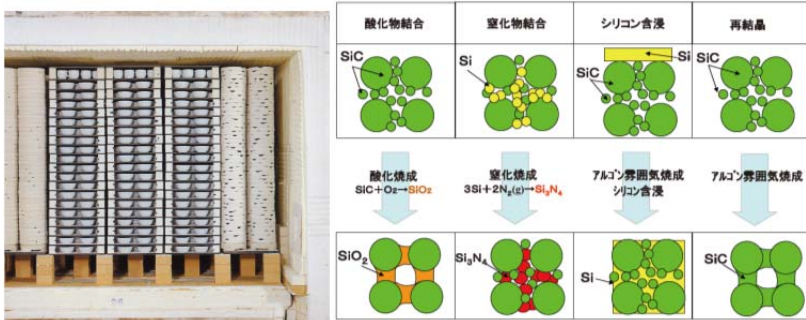 酸化物結合
窒化物結合
シリコン含浸
再結晶
SiC
Si
Si
SiC
SiC
酸化焼成
SiC+O₂→SiO₂
窒化焼成
3Si+2N₂(g)→Si₃N₄
アルゴン雰囲気焼成
シリコン含浸
アルゴン雰囲気焼成
SiO₂
Si₃N₄
Si
SiC